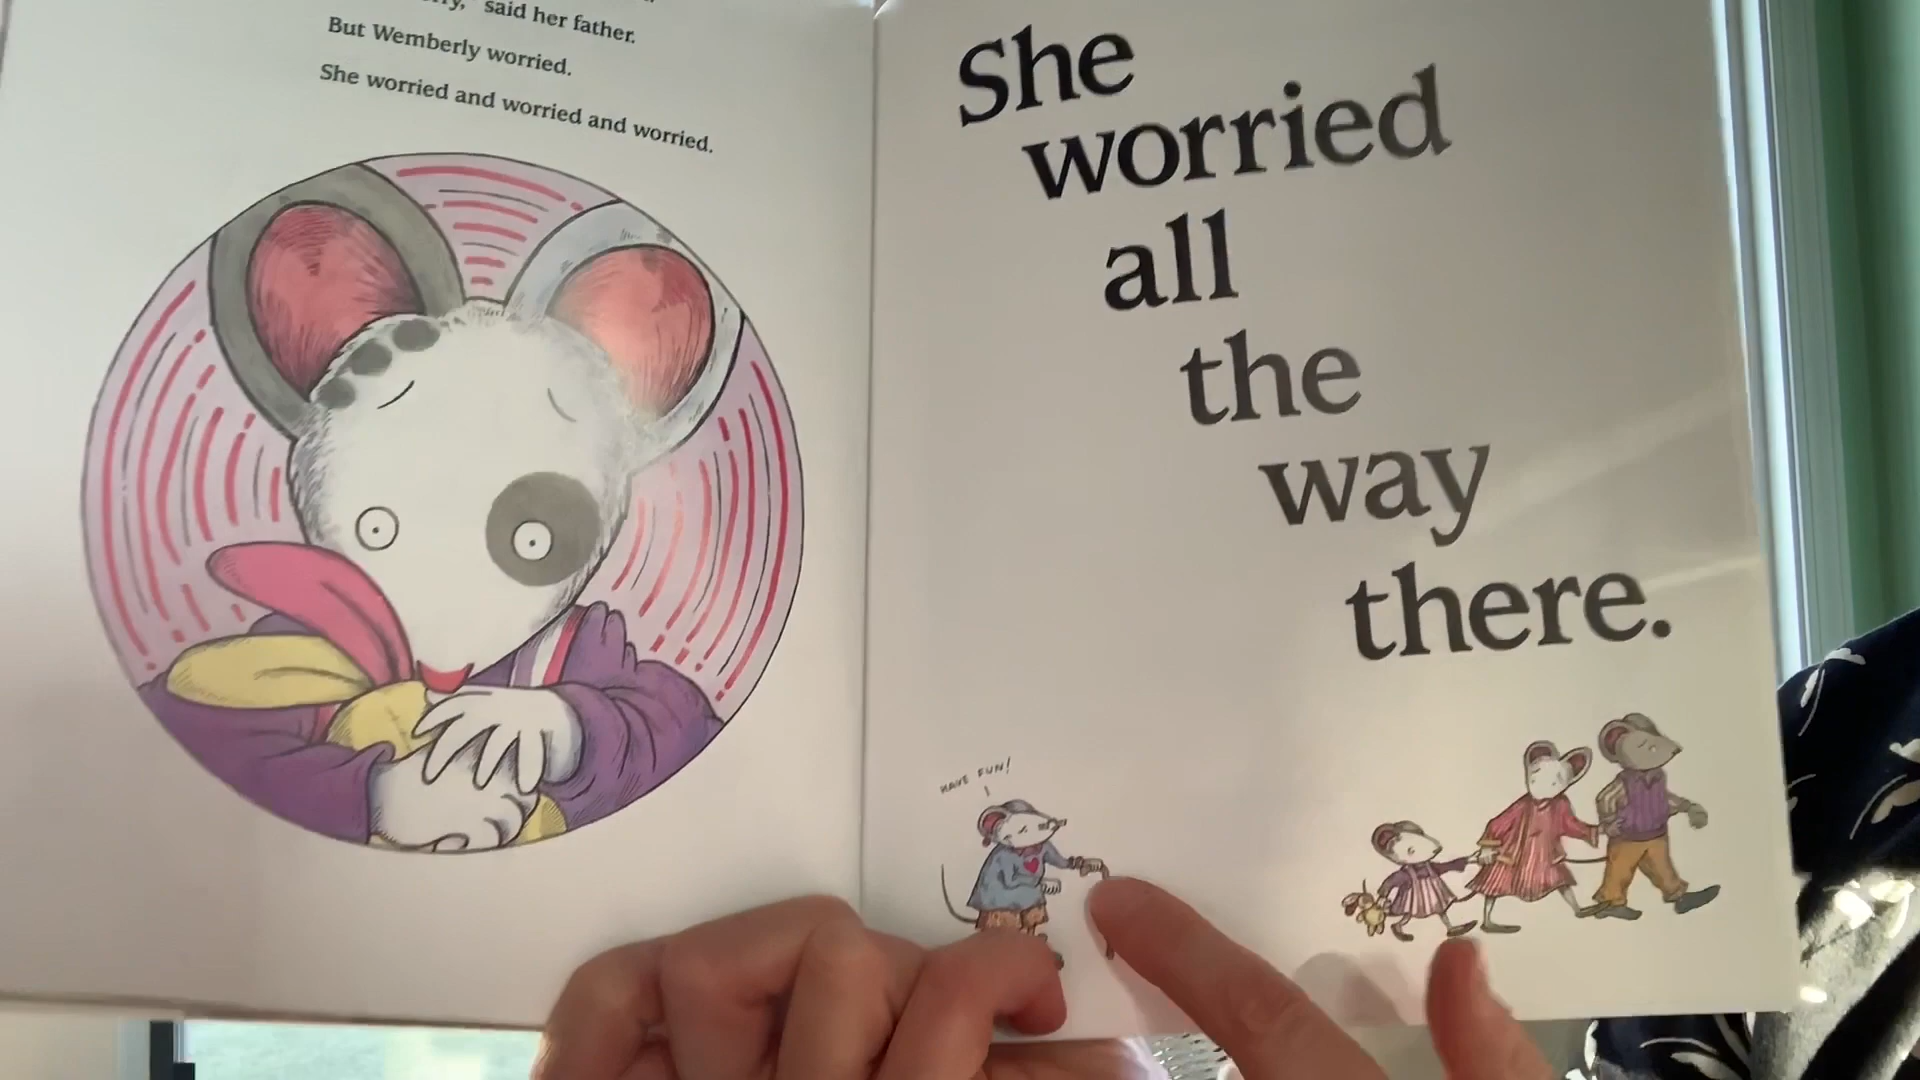 said her father.
But Wemberly worried.
She worried and worried and worried.
She
worried
all
the
way
there.
HAVE FUN!